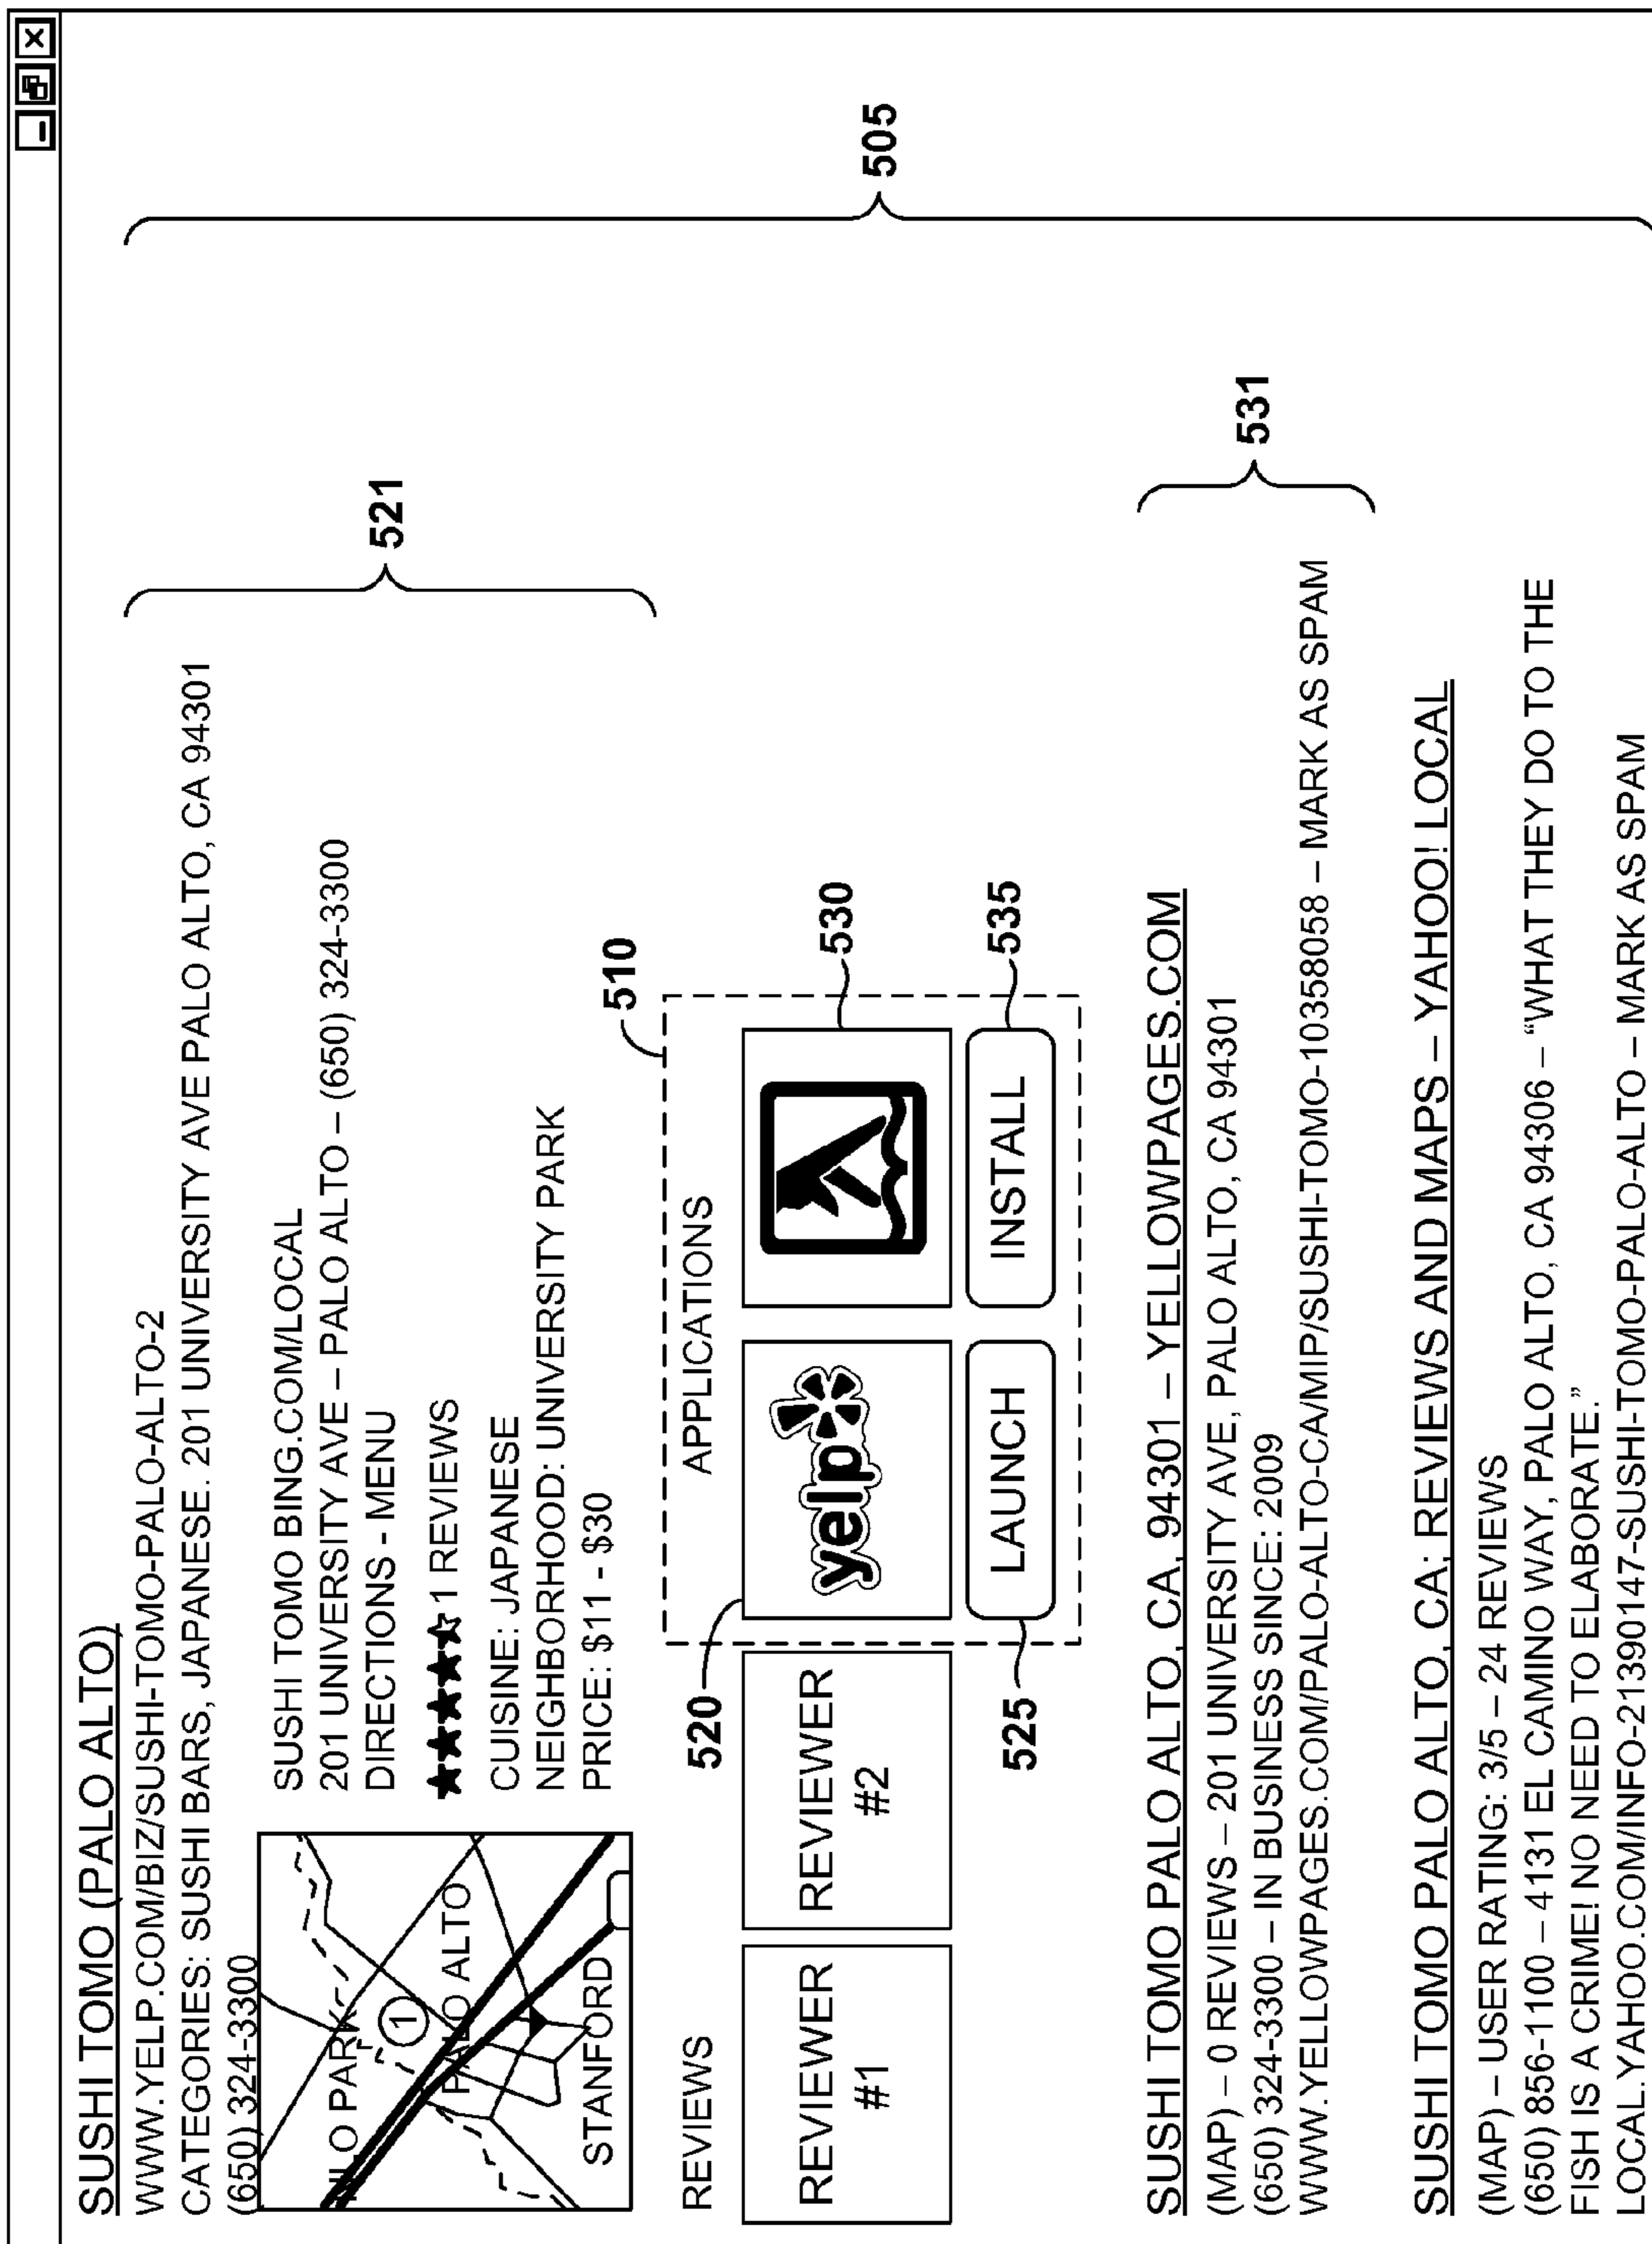 SUSHI TOMO (PALO ALTO)
WWW.YELP.COM/BIZ/SUSHI-TOMO-PALO-ALTO-2
CATEGORIES: SUSHI BARS, JAPANESE. 201 UNIVERSITY AVE PALO ALTO, CA 94301
(650) 324-3300
PARK
1
PALO ALTO
STANFORD
SUSHI TOMO BING.COM/LOCAL
201 UNIVERSITY AVE – PALO ALTO – (650) 324-3300
DIRECTIONS - MENU
1 REVIEWS
CUISINE: JAPANESE
NEIGHBORHOOD: UNIVERSITY PARK
PRICE: $11 - $30
521
505
510
REVIEWS
REVIEWER
#1
REVIEWER
#2
APPLICATIONS
520
yelp
530
525
LAUNCH
INSTALL
535
SUSHI TOMO PALO ALTO, CA, 94301 – YELLOWPAGES.COM
(MAP) – 0 REVIEWS – 201 UNIVERSITY AVE, PALO ALTO, CA 94301
(650) 324-3300 – IN BUSINESS SINCE: 2009
WWW.YELLOWPAGES.COM/PALO-ALTO-CA/MIP/SUSHI-TOMO-10358058 – MARK AS SPAM
531
SUSHI TOMO PALO ALTO, CA; REVIEWS AND MAPS – YAHOO! LOCAL
(MAP) – USER RATING: 3/5 – 24 REVIEWS
(650) 856-1100 – 4131 EL CAMINO WAY, PALO ALTO, CA 94306 – “WHAT THEY DO TO THE
FISH IS A CRIME! NO NEED TO ELABORATE.”
LOCAL.YAHOO.COM/INFO-21390147-SUSHI-TOMO-PALO-ALTO – MARK AS SPAM